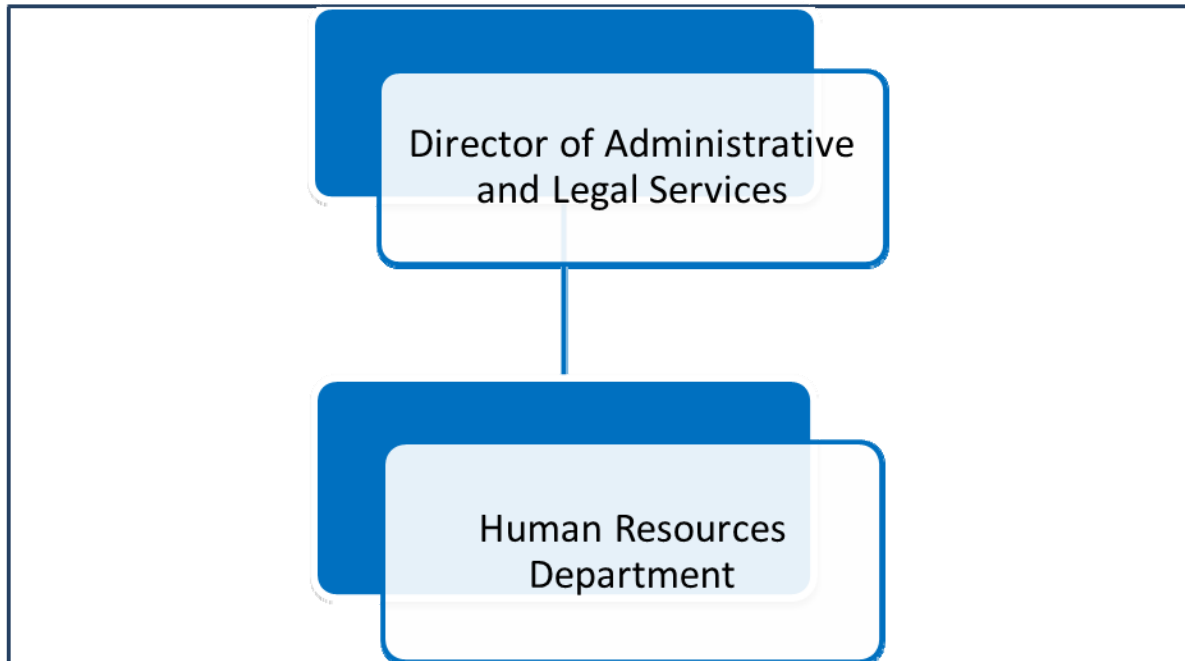 Director of Administrative
and Legal Services
Human Resources
Department